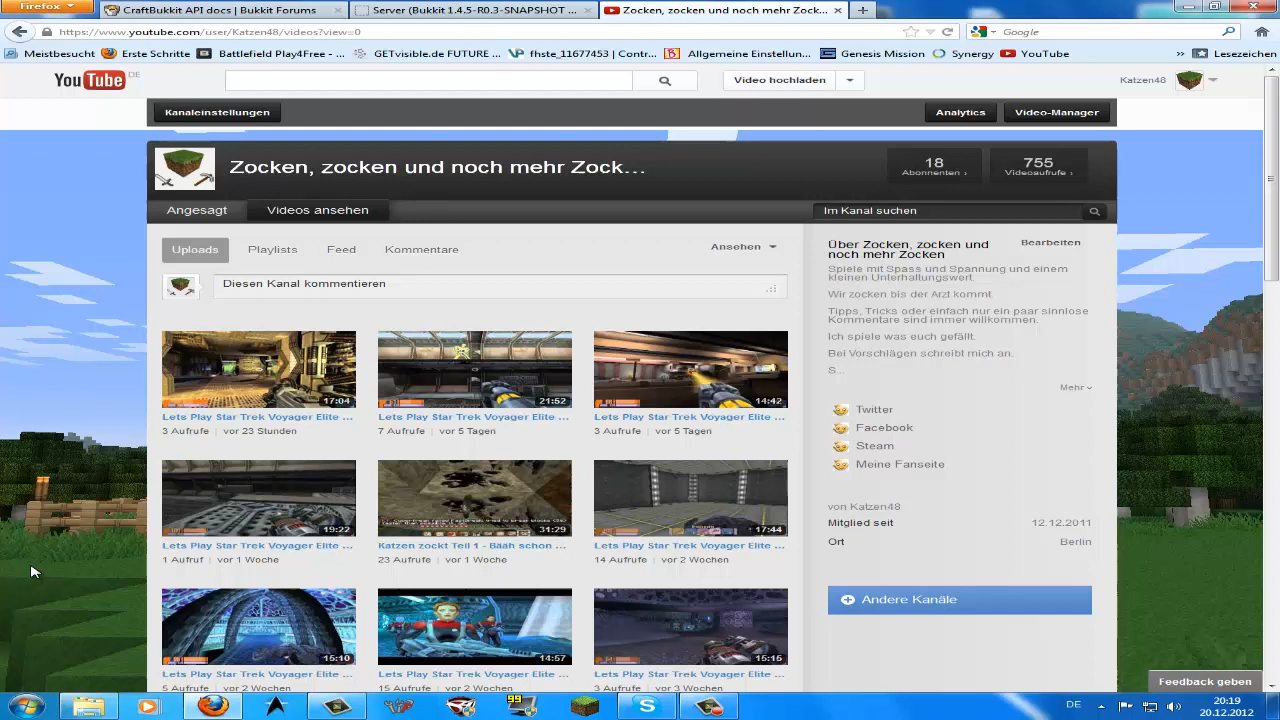 Firefox
CraftBukkit API docs | Bukkit Forums
Server (Bukkit 1.4.5-R0.3-SNAPSHOT ...
Zocken, zocken und noch mehr Zock...
https://www.youtube.com/user/Katzen48/videos?view=0
Google
Meistbesucht
Erste Schritte
Battlefield/Am4Free - ...
GETvisible.de FUTURE ...
fhste_11677453 | Contr...
Allgemeine Einstellun...
Genesis Mission
Synergy
YouTube
Lesezeichen
YouTube DE
Video hochladen
Katzen48
Kanaleinstellungen
Analytics
Video-Manager
Zocken, zocken und noch mehr Zock...
18
Abonnenten ›
755
Videoaufrufe ›
Angesagt
Videos ansehen
Im Kanal suchen
Uploads
Playlists
Feed
Kommentare
Ansehen
Diesen Kanal kommentieren
17:04
21:52
14:42
Lets Play Star Trek Voyager Elite ...
Lets Play Star Trek Voyager Elite ...
Lets Play Star Trek Voyager Elite ...
3 Aufrufe | vor 23 Stunden
7 Aufrufe | vor 5 Tagen
3 Aufrufe | vor 5 Tagen
19:22
31:29
17:44
Lets Play Star Trek Voyager Elite ...
Katzen zockt Teil 1 - Bääh schon ...
Lets Play Star Trek Voyager Elite ...
1 Aufruf | vor 1 Woche
23 Aufrufe | vor 1 Woche
14 Aufrufe | vor 2 Wochen
15:10
14:57
15:15
Lets Play Star Trek Voyager Elite ...
Lets Play Star Trek Voyager Elite ...
Lets Play Star Trek Voyager Elite ...
5 Aufrufe | vor 2 Wochen
15 Aufrufe | vor 2 Wochen
3 Aufrufe | vor 3 Wochen
Über Zocken, zocken und
noch mehr Zocken
Bearbeiten
Spiele mit Spass und Spannung und einem
kleinen Unterhaltungswert.
Wir zocken bis der Arzt kommt
Tipps, Tricks oder einfach nur ein paar sinnlose
Kommentare sind immer willkommen.
Ich spiele was euch gefällt.
Bei Vorschlägen schreibt mich an.
S...
Mehr
Twitter
Facebook
Steam
Meine Fanseite
von Katzen48
Mitglied seit
12.12.2011
Ort
Berlin
Andere Kanäle
Feedback geben
99
DE
20:19
20.12.2012